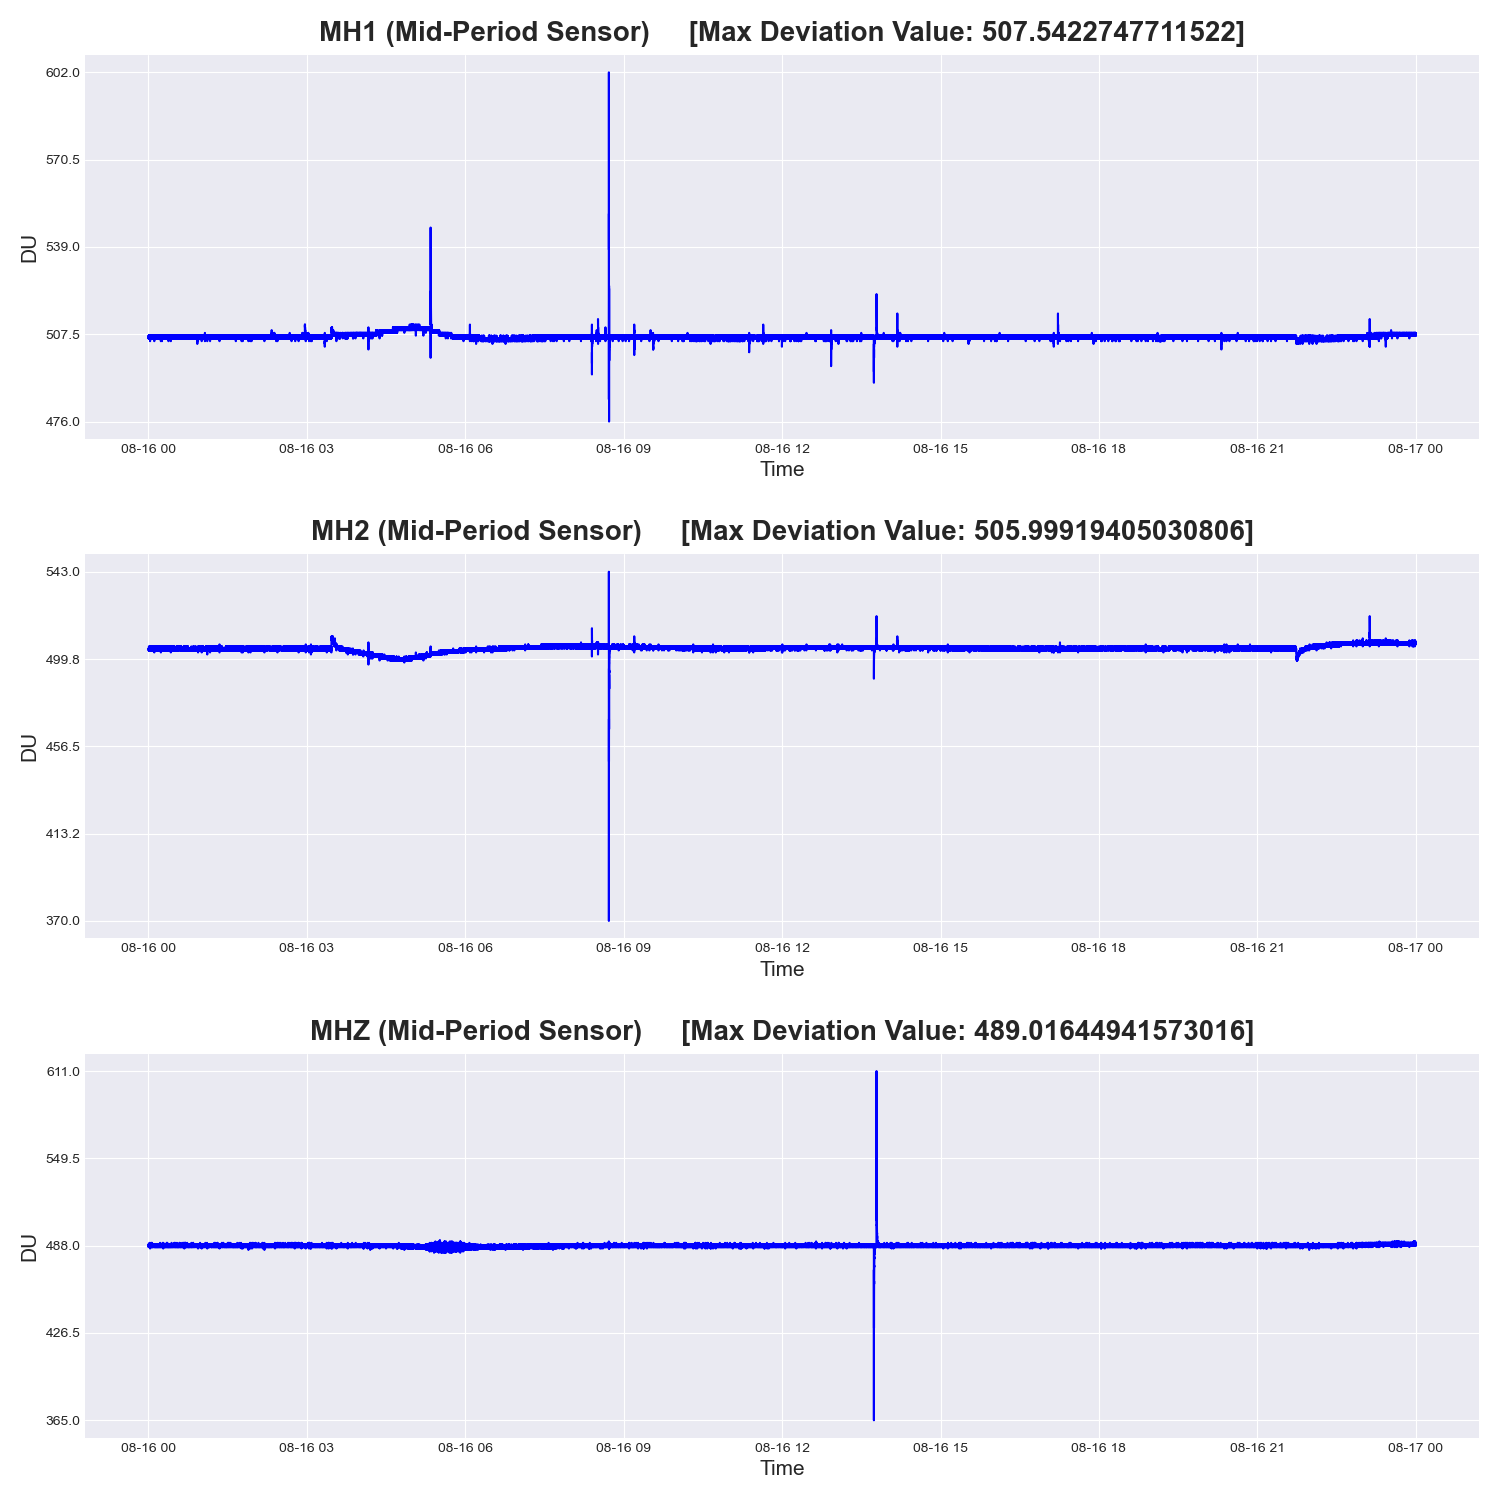 MH1 (Mid-Period Sensor) [Max Deviation Value: 507.5422747711522]
602.0
570.5
539.0
507.5
476.0
DU
08-16 00 08-16 03 08-16 06 08-16 09 08-16 12 08-16 15 08-16 18 08-16 21 08-17 00
Time
MH2 (Mid-Period Sensor) [Max Deviation Value: 505.99919405030806]
543.0
499.8
456.5
413.2
370.0
DU
08-16 00 08-16 03 08-16 06 08-16 09 08-16 12 08-16 15 08-16 18 08-16 21 08-17 00
Time
MHZ (Mid-Period Sensor) [Max Deviation Value: 489.01644941573016]
611.0
549.5
488.0
426.5
365.0
DU
08-16 00 08-16 03 08-16 06 08-16 09 08-16 12 08-16 15 08-16 18 08-16 21 08-17 00
Time